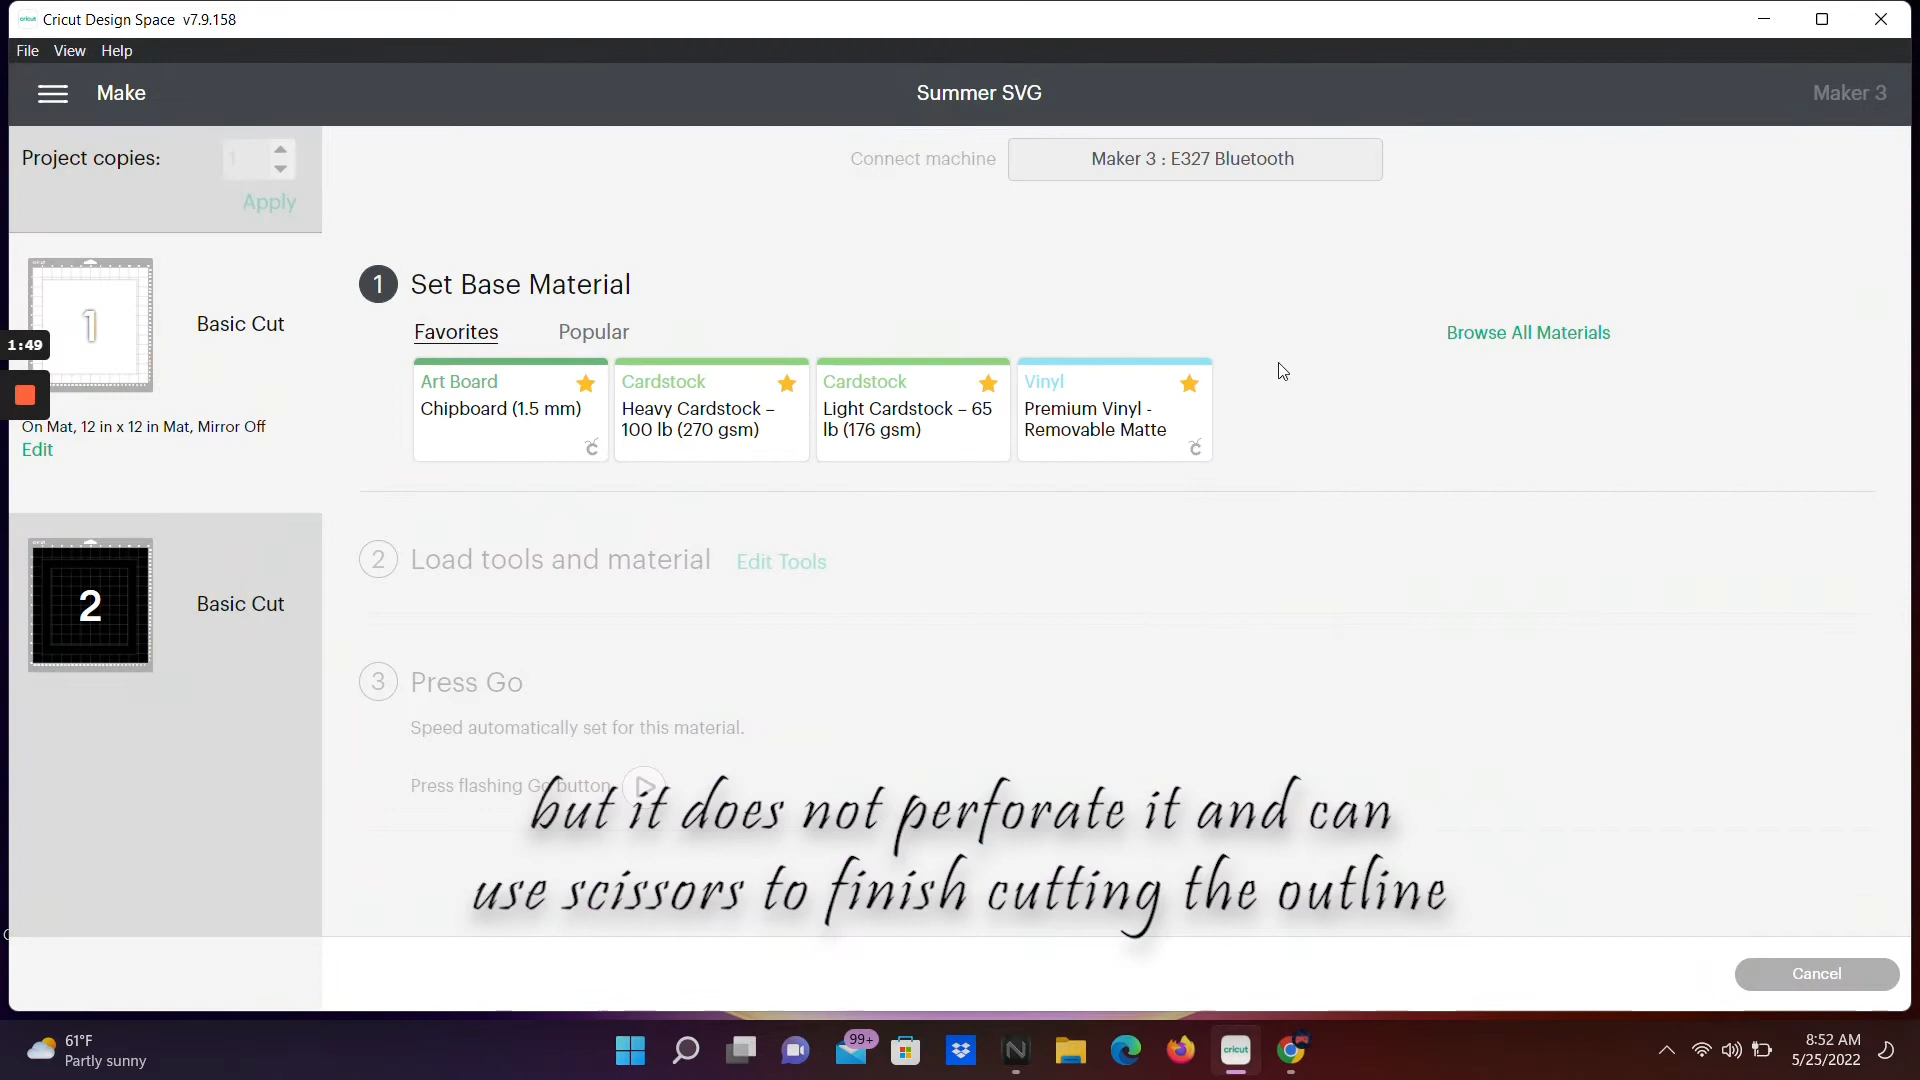 cricut Cricut Design Space v7.9.158
File View Help
Make
Summer SVG
Maker 3
Project copies:
1
Apply
Connect machine
Maker 3 : E327 Bluetooth
1
Basic Cut
1:49
On Mat, 12 in x 12 in Mat, Mirror Off
Edit
2
Basic Cut
1 Set Base Material
Favorites
Popular
Browse All Materials
Art Board
Chipboard (1.5 mm)
Cardstock
Heavy Cardstock –
100 lb (270 gsm)
Cardstock
Light Cardstock – 65
lb (176 gsm)
Vinyl
Premium Vinyl -
Removable Matte
2 Load tools and material
Edit Tools
3 Press Go
Speed automatically set for this material.
Press flashing Go button
but it does not perforate it and can
use scissors to finish cutting the outline
Cancel
61°F
Partly sunny
99+
cricut
8:52 AM
5/25/2022